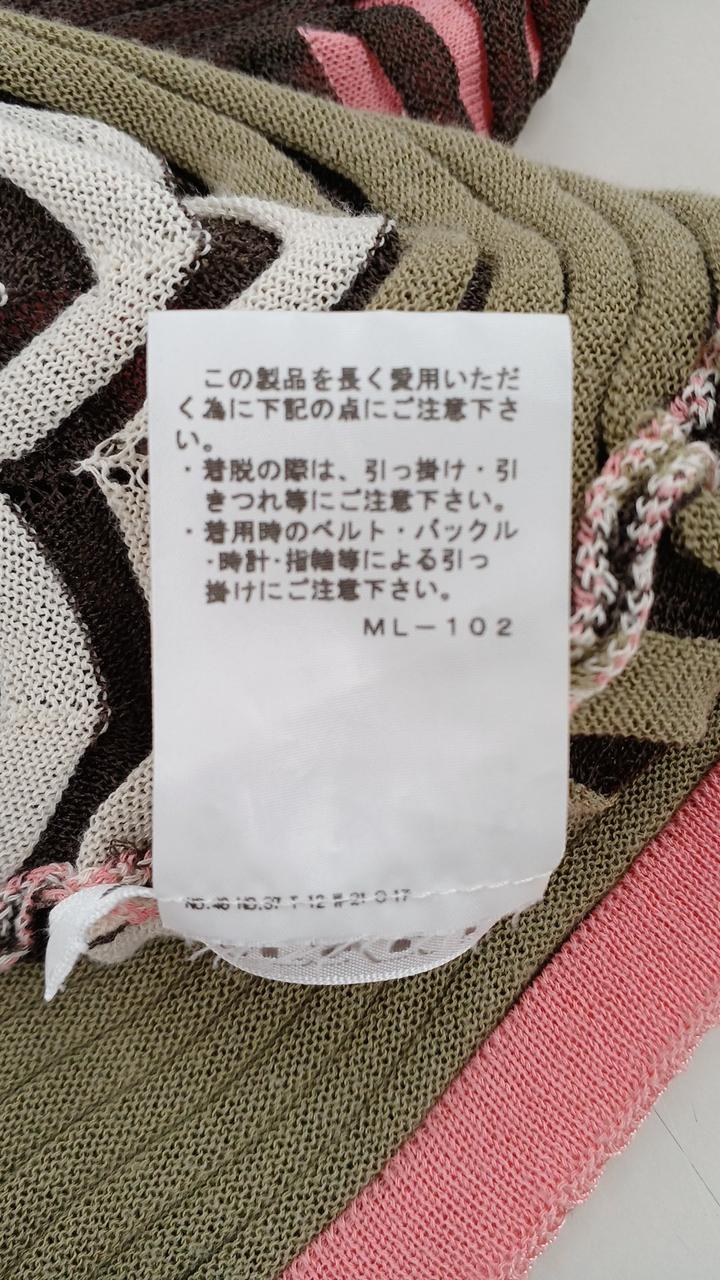 この製品を長く愛用いただ
く為に下記の点にご注意下さ
い。
・着脱の際は、引っ掛け・引
きつれ等にご注意下さい。
・着用時のベルト・バックル
・時計・指輪等による引っ
掛けにご注意下さい。
ML－102